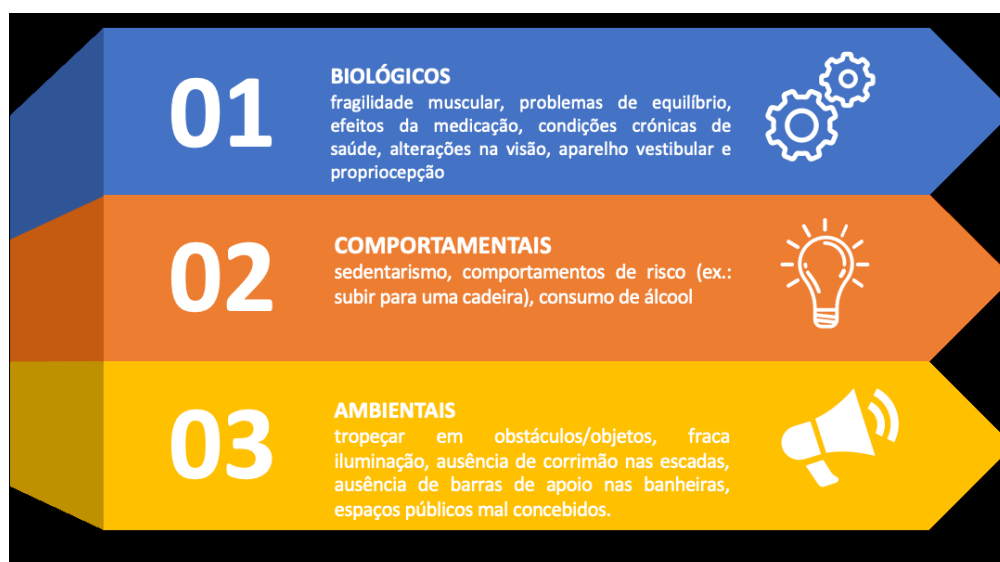 01
BIOLÓGICOS
fragilidade muscular, problemas de equilíbrio,
efeitos da medicação, condições crónicas de
saúde, alterações na visão, aparelho vestibular e
propriocepção
02
COMPORTAMENTAIS
sedentarismo, comportamentos de risco (ex.:
subir para uma cadeira), consumo de álcool
03
AMBIENTAIS
tropeçar em obstáculos/objetos, fraca
iluminação, ausência de corrimão nas escadas,
ausência de barras de apoio nas banheiras,
espaços públicos mal concebidos.